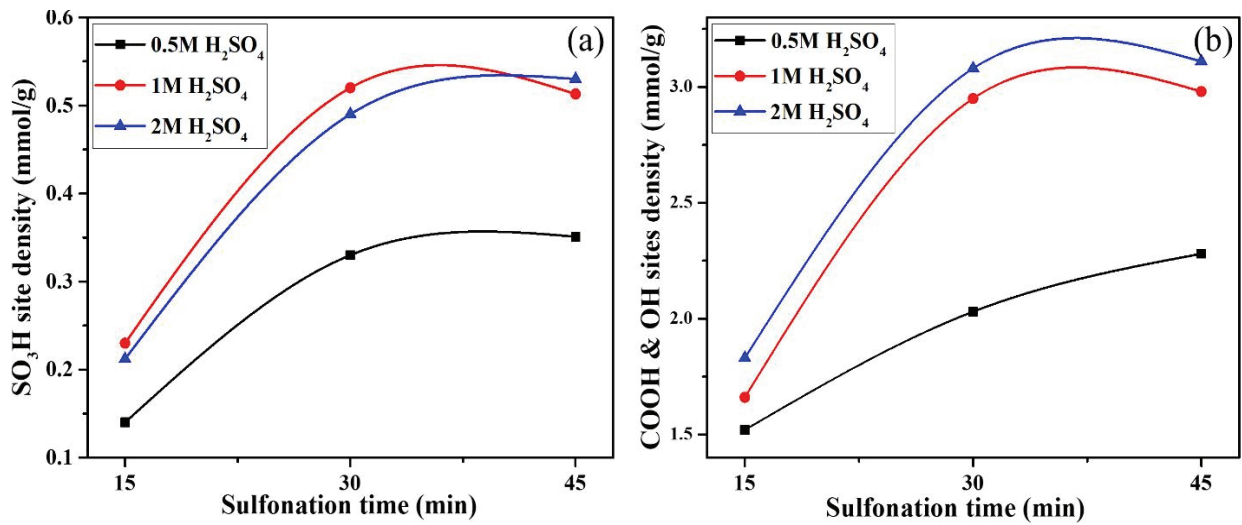 (a)
0.5M H₂SO₄
1M H₂SO₄
2M H₂SO₄
SO₃H site density (mmol/g)
0.6
0.5
0.4
0.3
0.2
0.1
15
30
45
Sulfonation time (min)
(b)
0.5M H₂SO₄
1M H₂SO₄
2M H₂SO₄
COOH & OH sites density (mmol/g)
3.0
2.5
2.0
1.5
15
30
45
Sulfonation time (min)